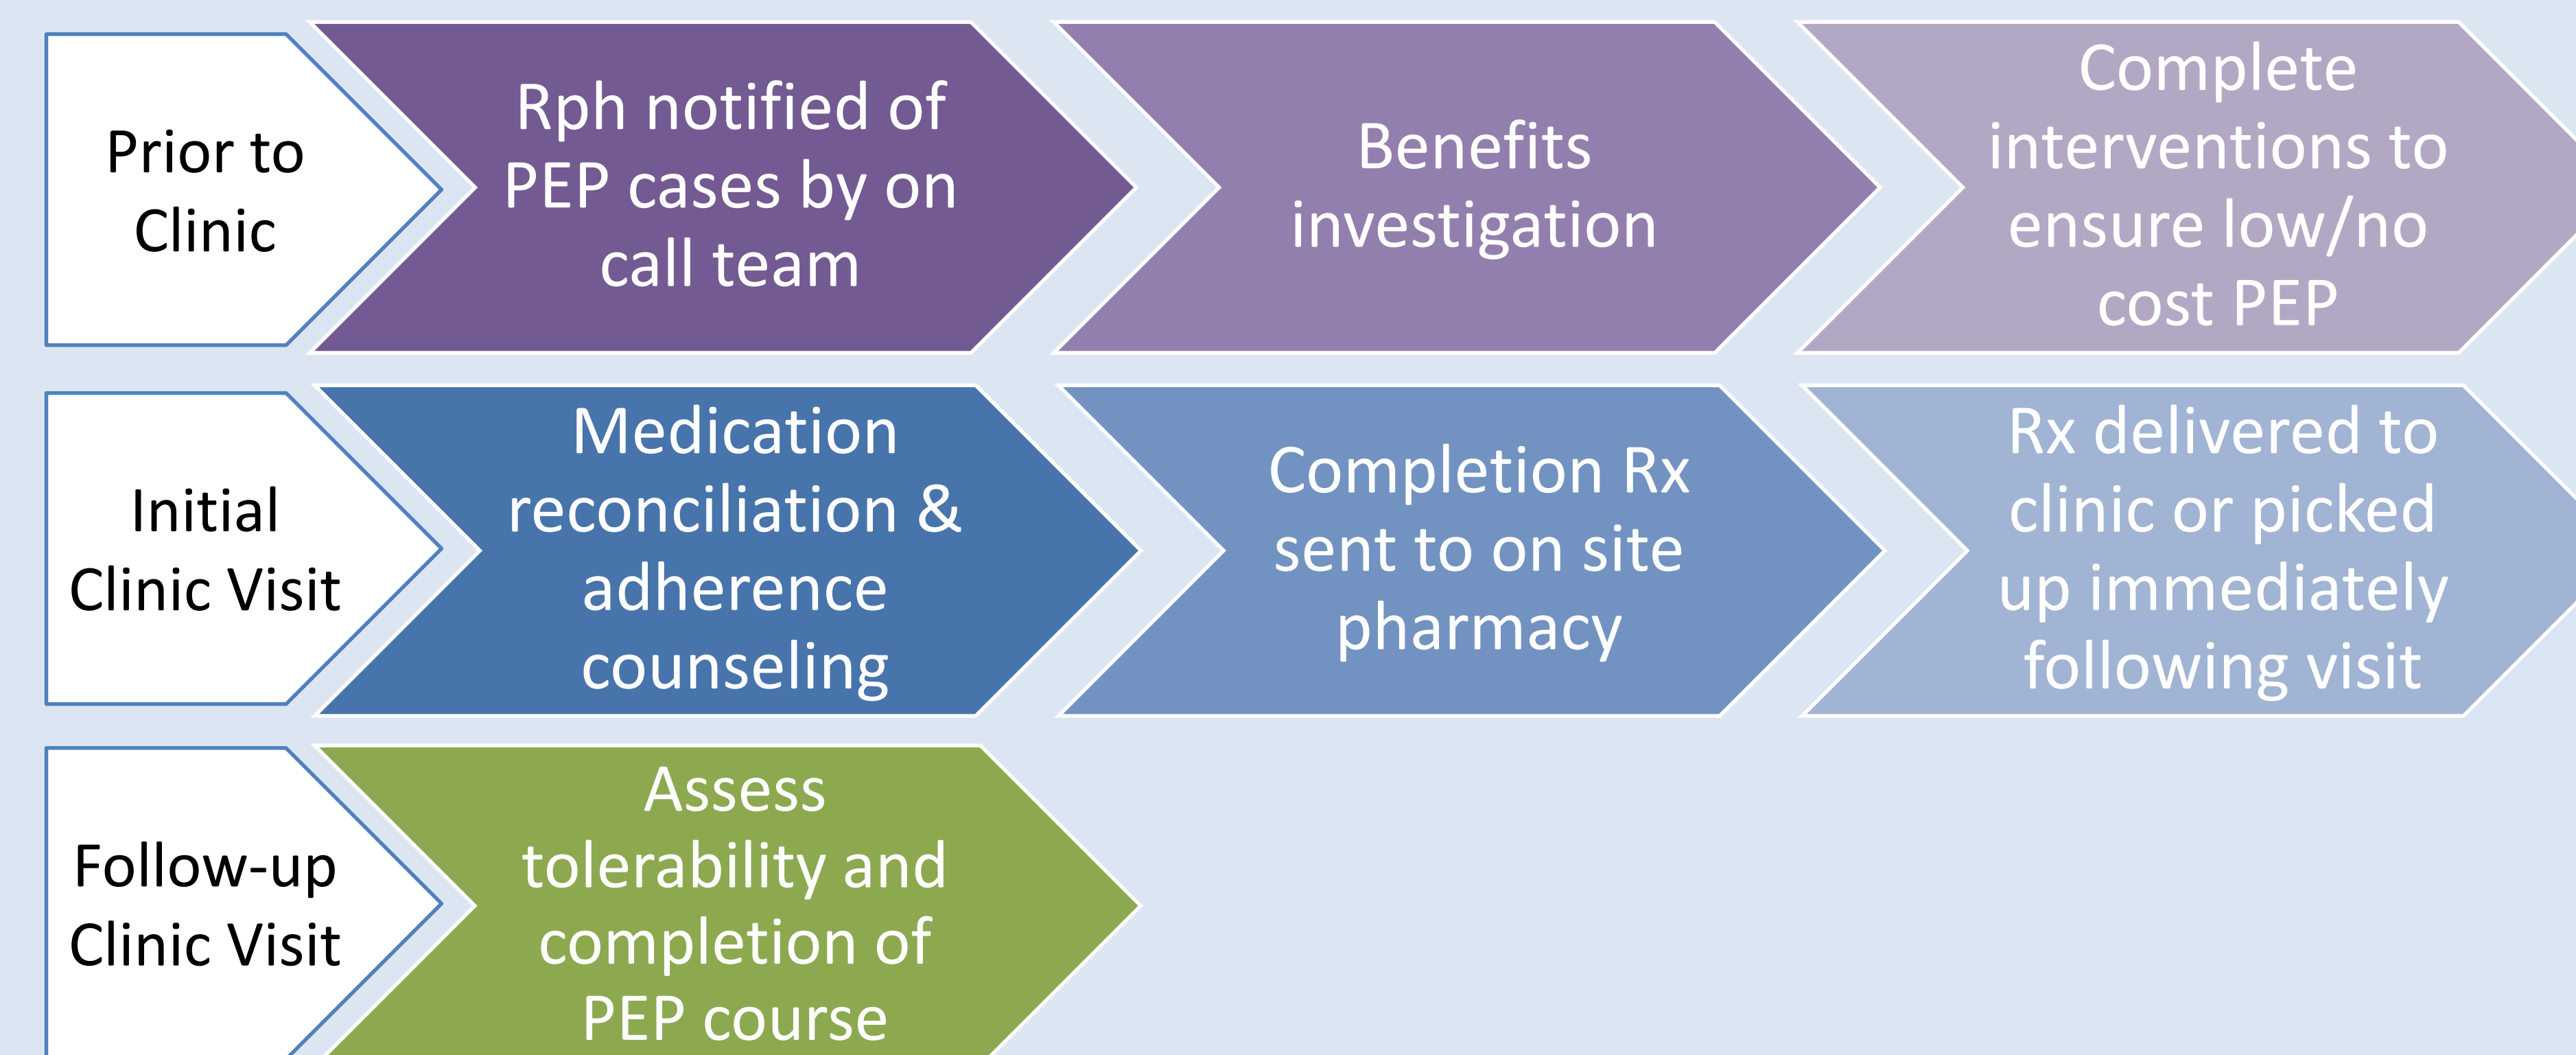 Prior to
Clinic
Rph notified of
PEP cases by on
call team
Benefits
investigation
Complete
interventions to
ensure low/no
cost PEP
Initial
Clinic Visit
Medication
reconciliation &
adherence
counseling
Completion Rx
sent to on site
pharmacy
Rx delivered to
clinic or picked
up immediately
following visit
Follow-up
Clinic Visit
Assess
tolerability and
completion of
PEP course